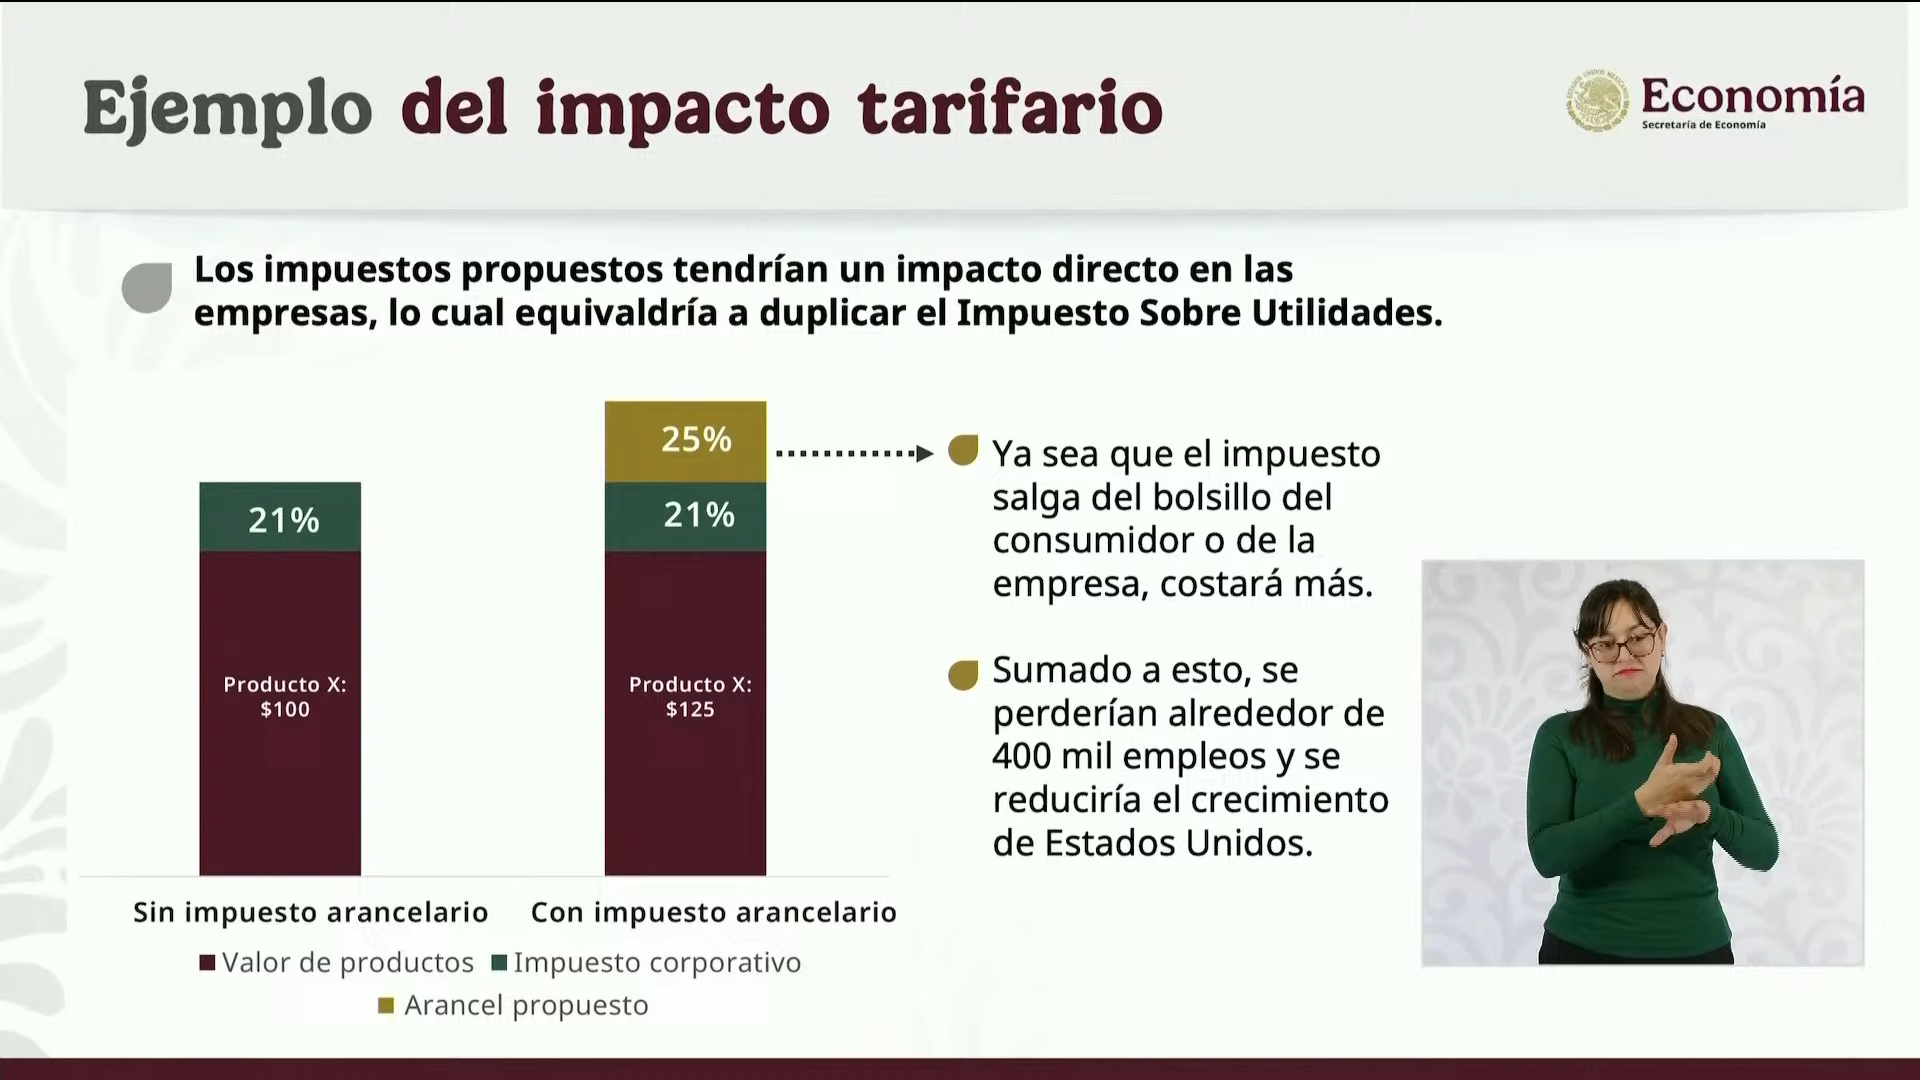 Ejemplo del impacto tarifario
Economía
Secretaría de Economía
Los impuestos propuestos tendrían un impacto directo en las
empresas, lo cual equivaldría a duplicar el Impuesto Sobre Utilidades.
21%
Producto X:
$100
25%
21%
Producto X:
$125
Sin impuesto arancelario
Con impuesto arancelario
Valor de productos
Impuesto corporativo
Arancel propuesto
Ya sea que el impuesto
salga del bolsillo del
consumidor o de la
empresa, costará más.
Sumado a esto, se
perderían alrededor de
400 mil empleos y se
reduciría el crecimiento
de Estados Unidos.